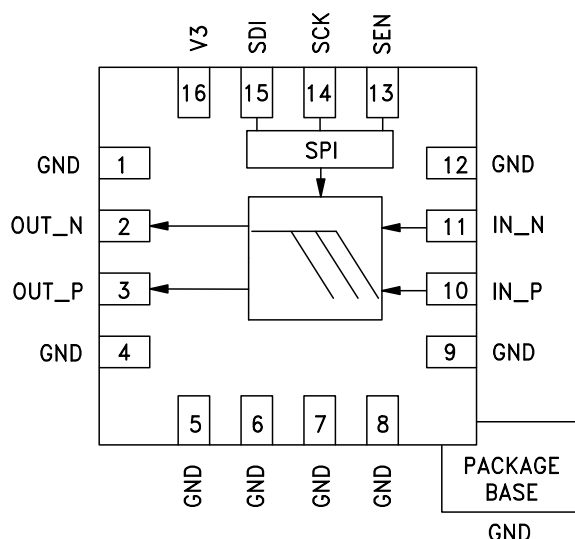 V3 SDI SCK SEN
16 15 14 13
SPI
GND 1 12 GND
OUT_N 2 11 IN_N
OUT_P 3 10 IN_P
GND 4 9 GND
5 6 7 8
GND GND GND GND
PACKAGE
BASE
GND